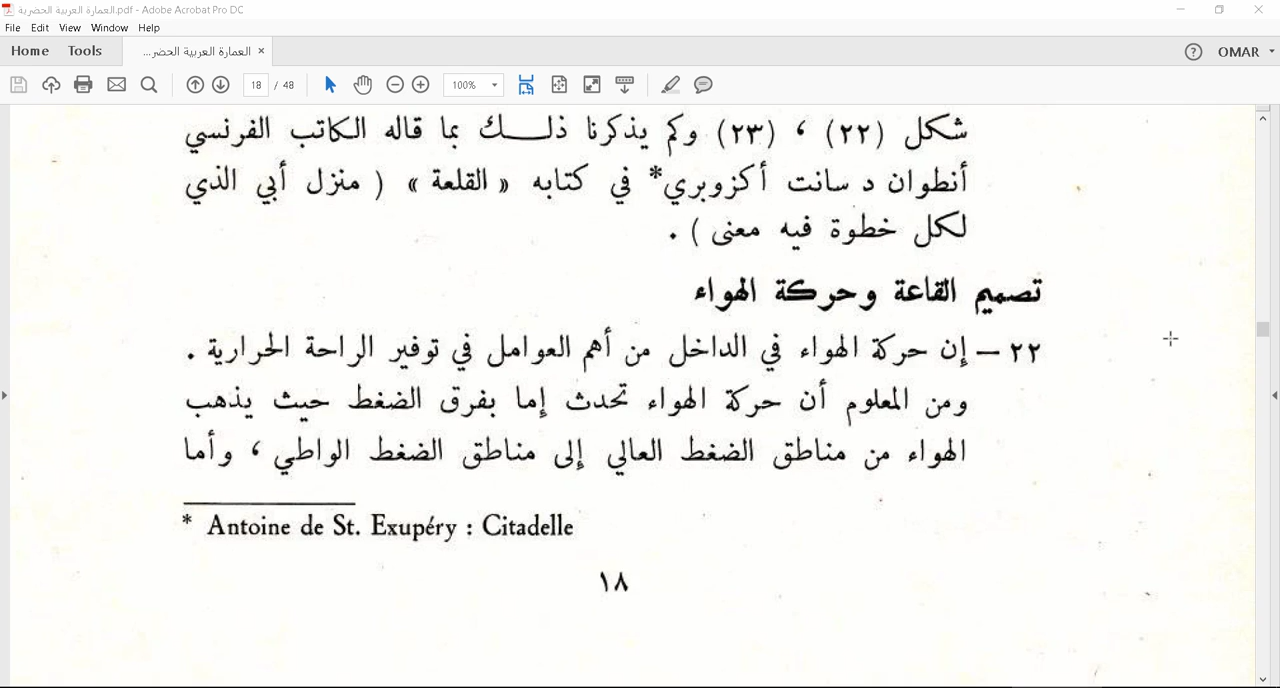 العمارة العربية الحضرية.pdf - Adobe Acrobat Pro DC
File Edit View Window Help
Home Tools العمارة العربية الحضر... × OMAR
18 / 48 100%
شكل (٢٢) ، (٢٣) وكم يذكرنا ذلـــك بما قاله الكاتب الفرنسي
أنطوان د سانت أكزوبري* في كتابه « القلعة » ( منزل أبي الذي
لكل خطوة فيه معنى ) .
تصميم القاعة وحركة الهواء
٢٢ – إن حركة الهواء في الداخل من أهم العوامل في توفير الراحة الحرارية .
ومن المعلوم أن حركة الهواء تحدث إما بفرق الضغط حيث يذهب
الهواء من مناطق الضغط العالي إلى مناطق الضغط الواطي ، وأما
* Antoine de St. Exupéry : Citadelle
١٨